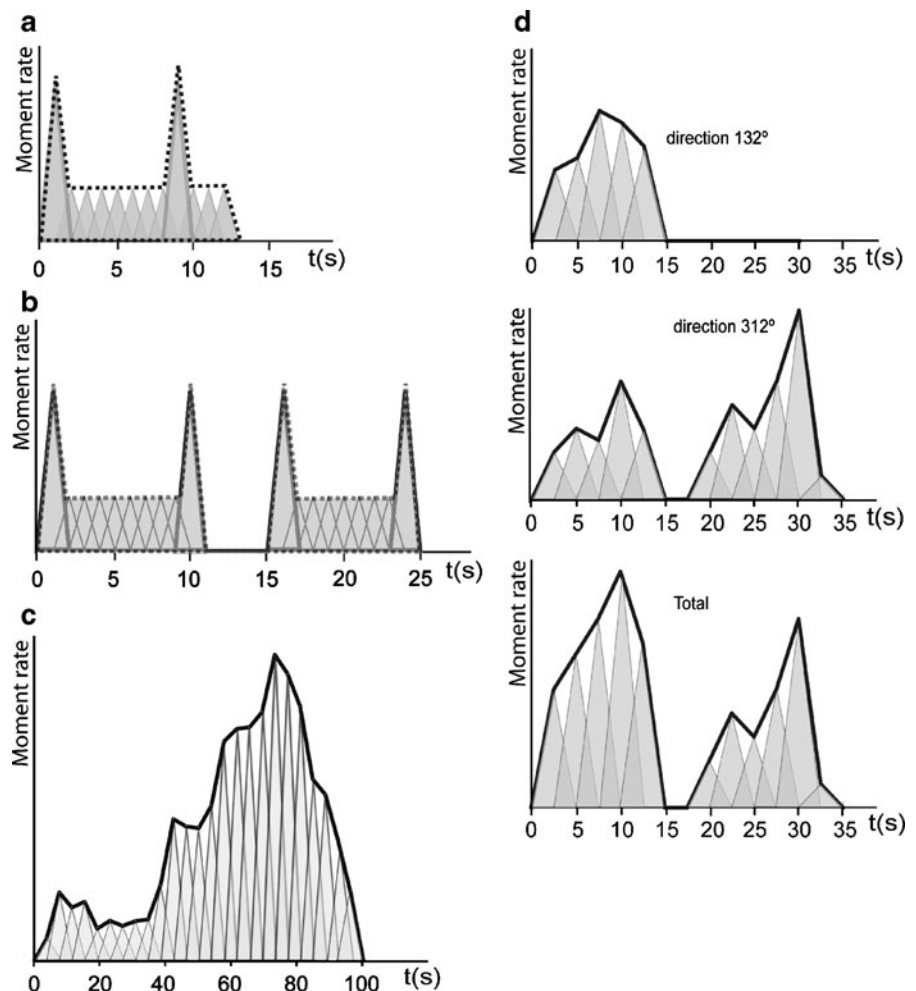 a
Moment rate
0 5 10 15 t(s)
b
Moment rate
0 5 10 15 20 25 t(s)
c
Moment rate
0 20 40 60 80 100 t(s)
d
Moment rate
direction 132º
0 5 10 15 20 25 30 35 t(s)
Moment rate
direction 312º
0 5 10 15 20 25 30 35 t(s)
Moment rate
Total
0 5 10 15 20 25 30 35 t(s)